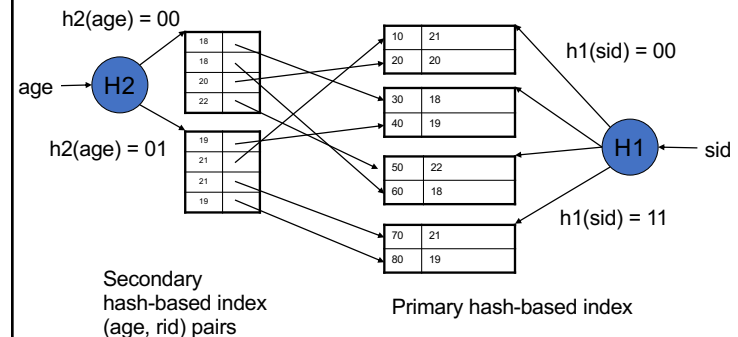 h2(age) = 00
age
H2
h2(age) = 01
18
18
20
22
19
21
21
19
10 21
20 20
30 18
40 19
50 22
60 18
70 21
80 19
h1(sid) = 00
H1
sid
h1(sid) = 11
Secondary
hash-based index
(age, rid) pairs
Primary hash-based index